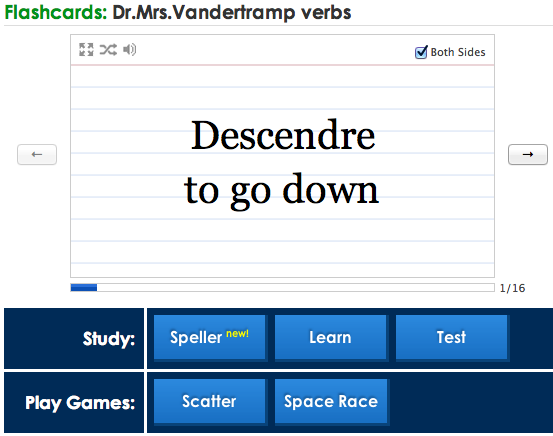 Flashcards: Dr.Mrs.Vandertramp verbs
Both Sides
Descendre
to go down
← →
1/16
Study: Speller new! Learn Test
Play Games: Scatter Space Race